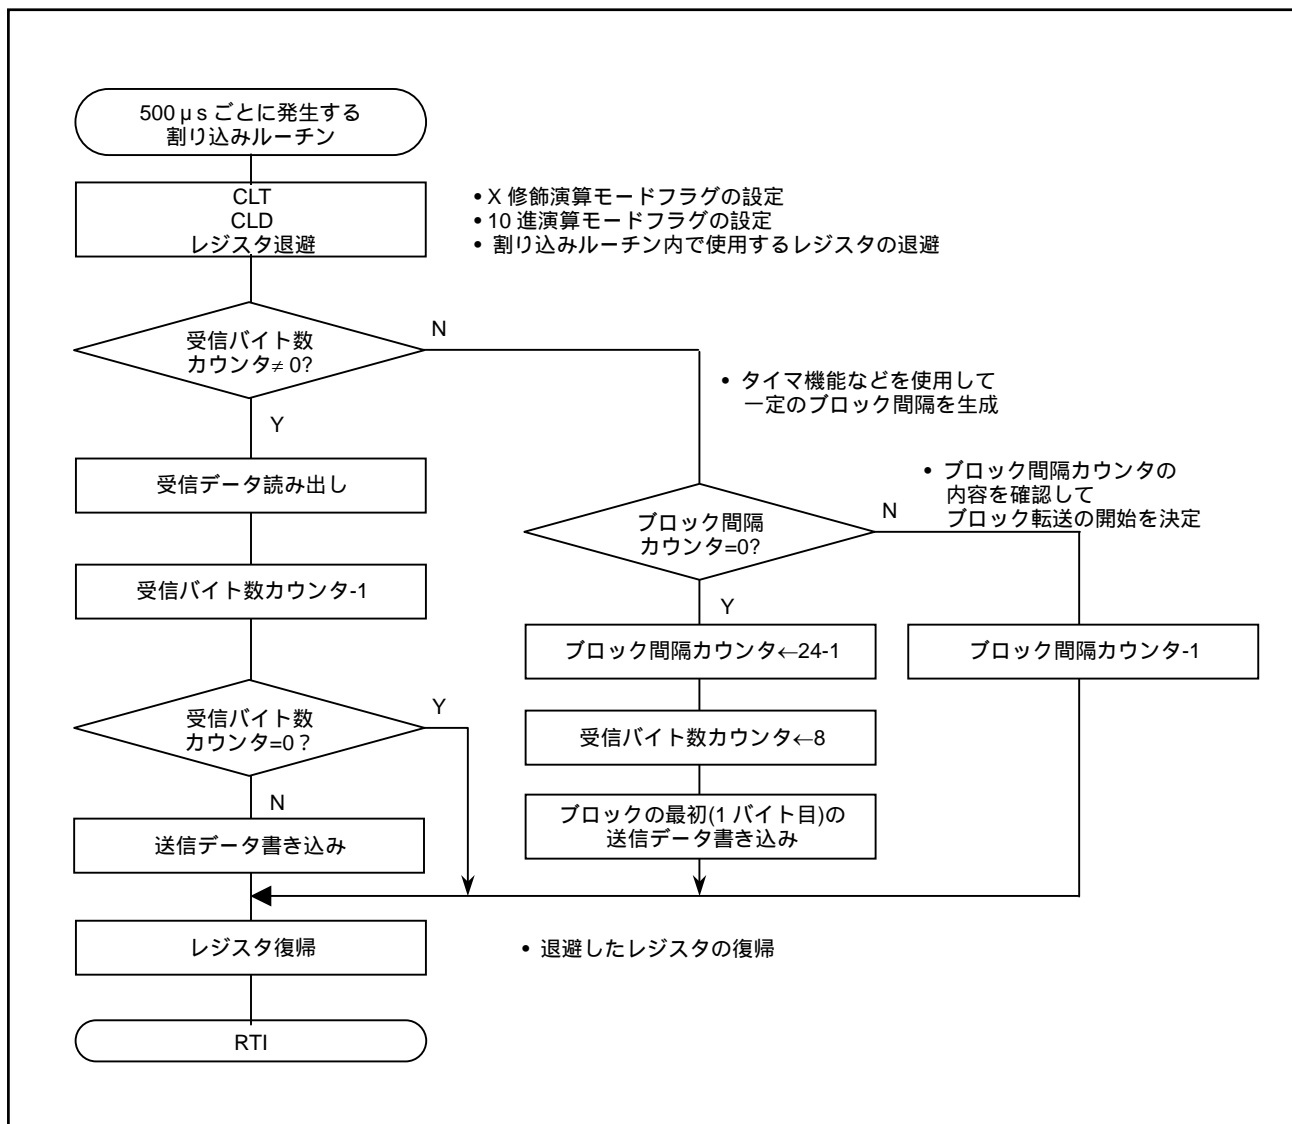 500 μ s ごとに発生する
割り込みルーチン
CLT
CLD
レジスタ退避
• X 修飾演算モードフラグの設定
• 10 進演算モードフラグの設定
• 割り込みルーチン内で使用するレジスタの退避
受信バイト数
カウンタ≠ 0?
N
Y
• タイマ機能などを使用して
一定のブロック間隔を生成
受信データ読み出し
• ブロック間隔カウンタの
内容を確認して
ブロック転送の開始を決定
ブロック間隔
カウンタ=0?
N
Y
受信バイト数カウンタ-1
ブロック間隔カウンタ←24-1
ブロック間隔カウンタ-1
受信バイト数
カウンタ=0？
Y
N
受信バイト数カウンタ←8
ブロックの最初(1 バイト目)の
送信データ書き込み
送信データ書き込み
レジスタ復帰
• 退避したレジスタの復帰
RTI